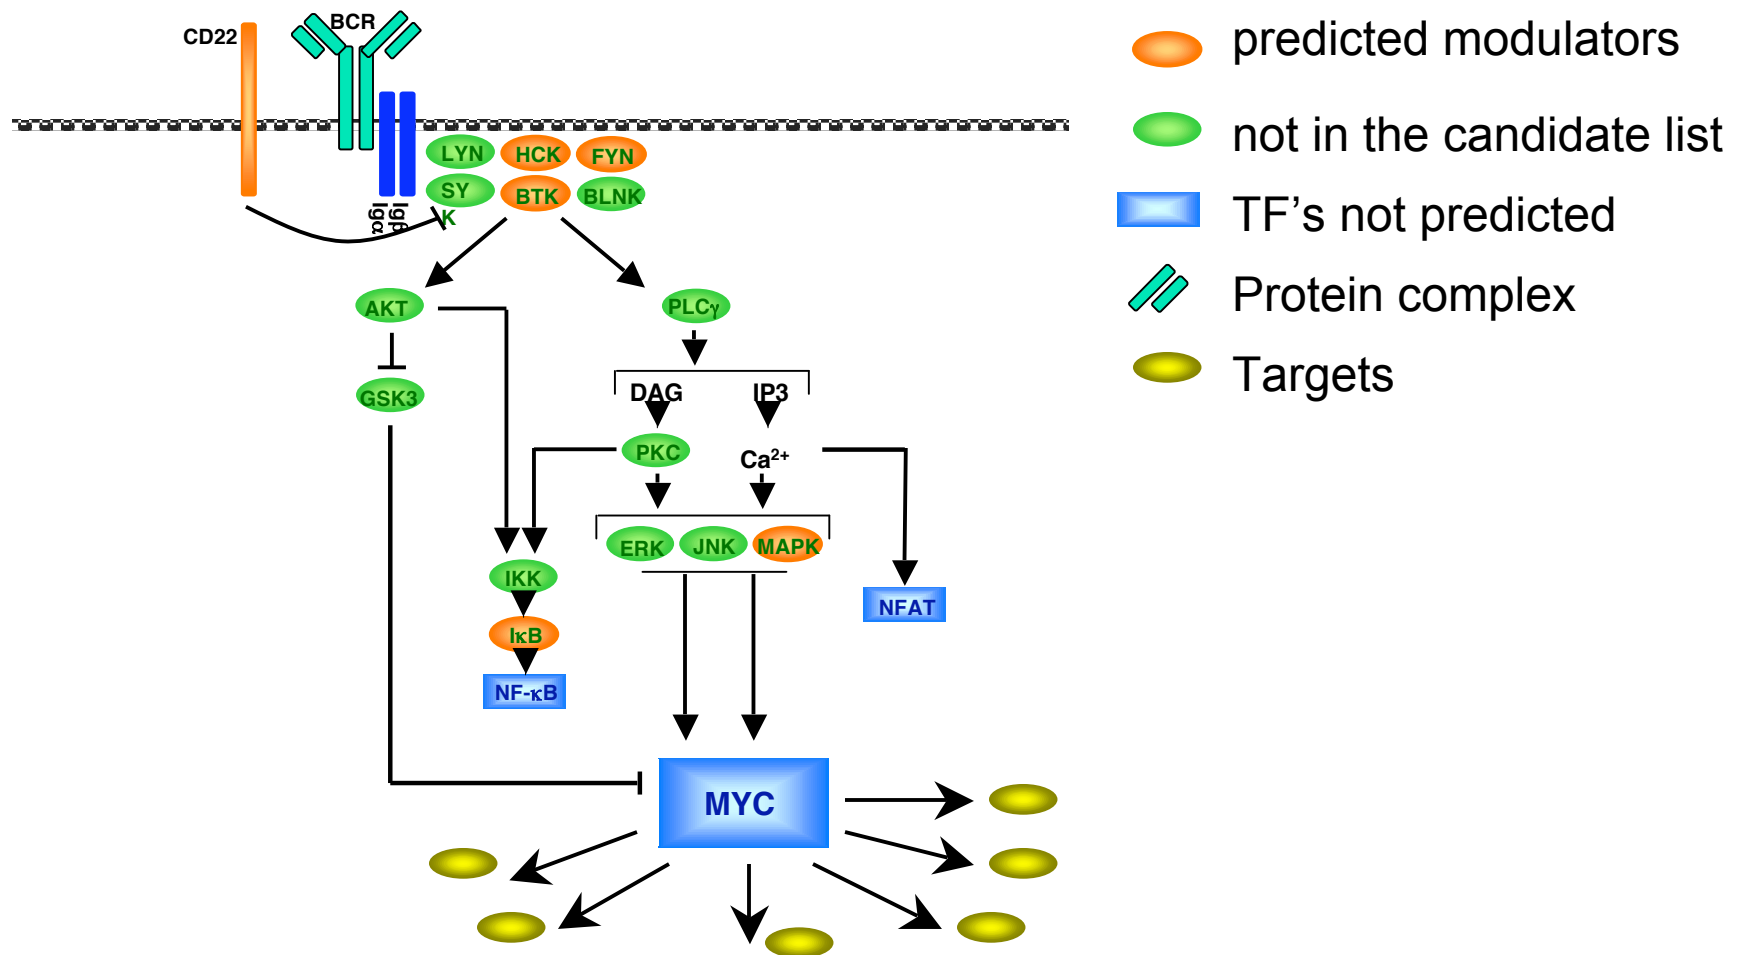 CD22
BCR
predicted modulators
not in the candidate list
TF's not predicted
Protein complex
Targets
LYN
HCK
FYN
SY
K
BTK
BLNK
Igα
Igβ
AKT
PLCγ
GSK3
DAG
IP3
PKC
Ca²⁺
ERK
JNK
MAPK
IKK
NFAT
IκB
NF-κB
MYC